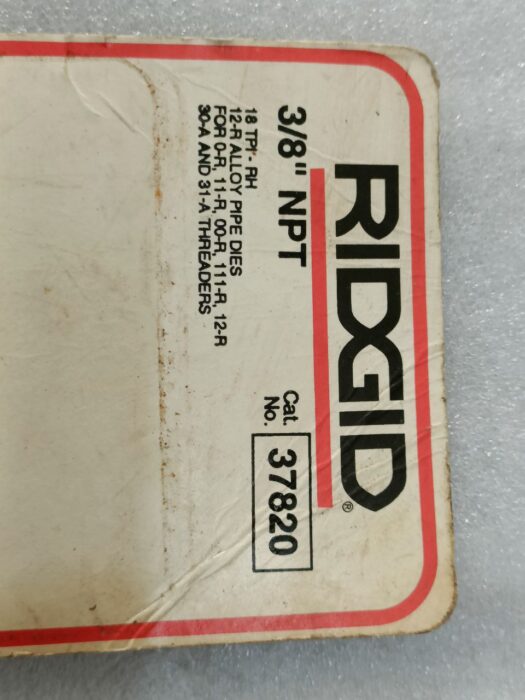 RIDGID®
3/8" NPT
Cat. No. 37820
18 TPI - RH
12-R ALLOY PIPE DIES
FOR 0-R, 11-R, 00-R, 111-R, 12-R
30-A AND 31-A THREADERS